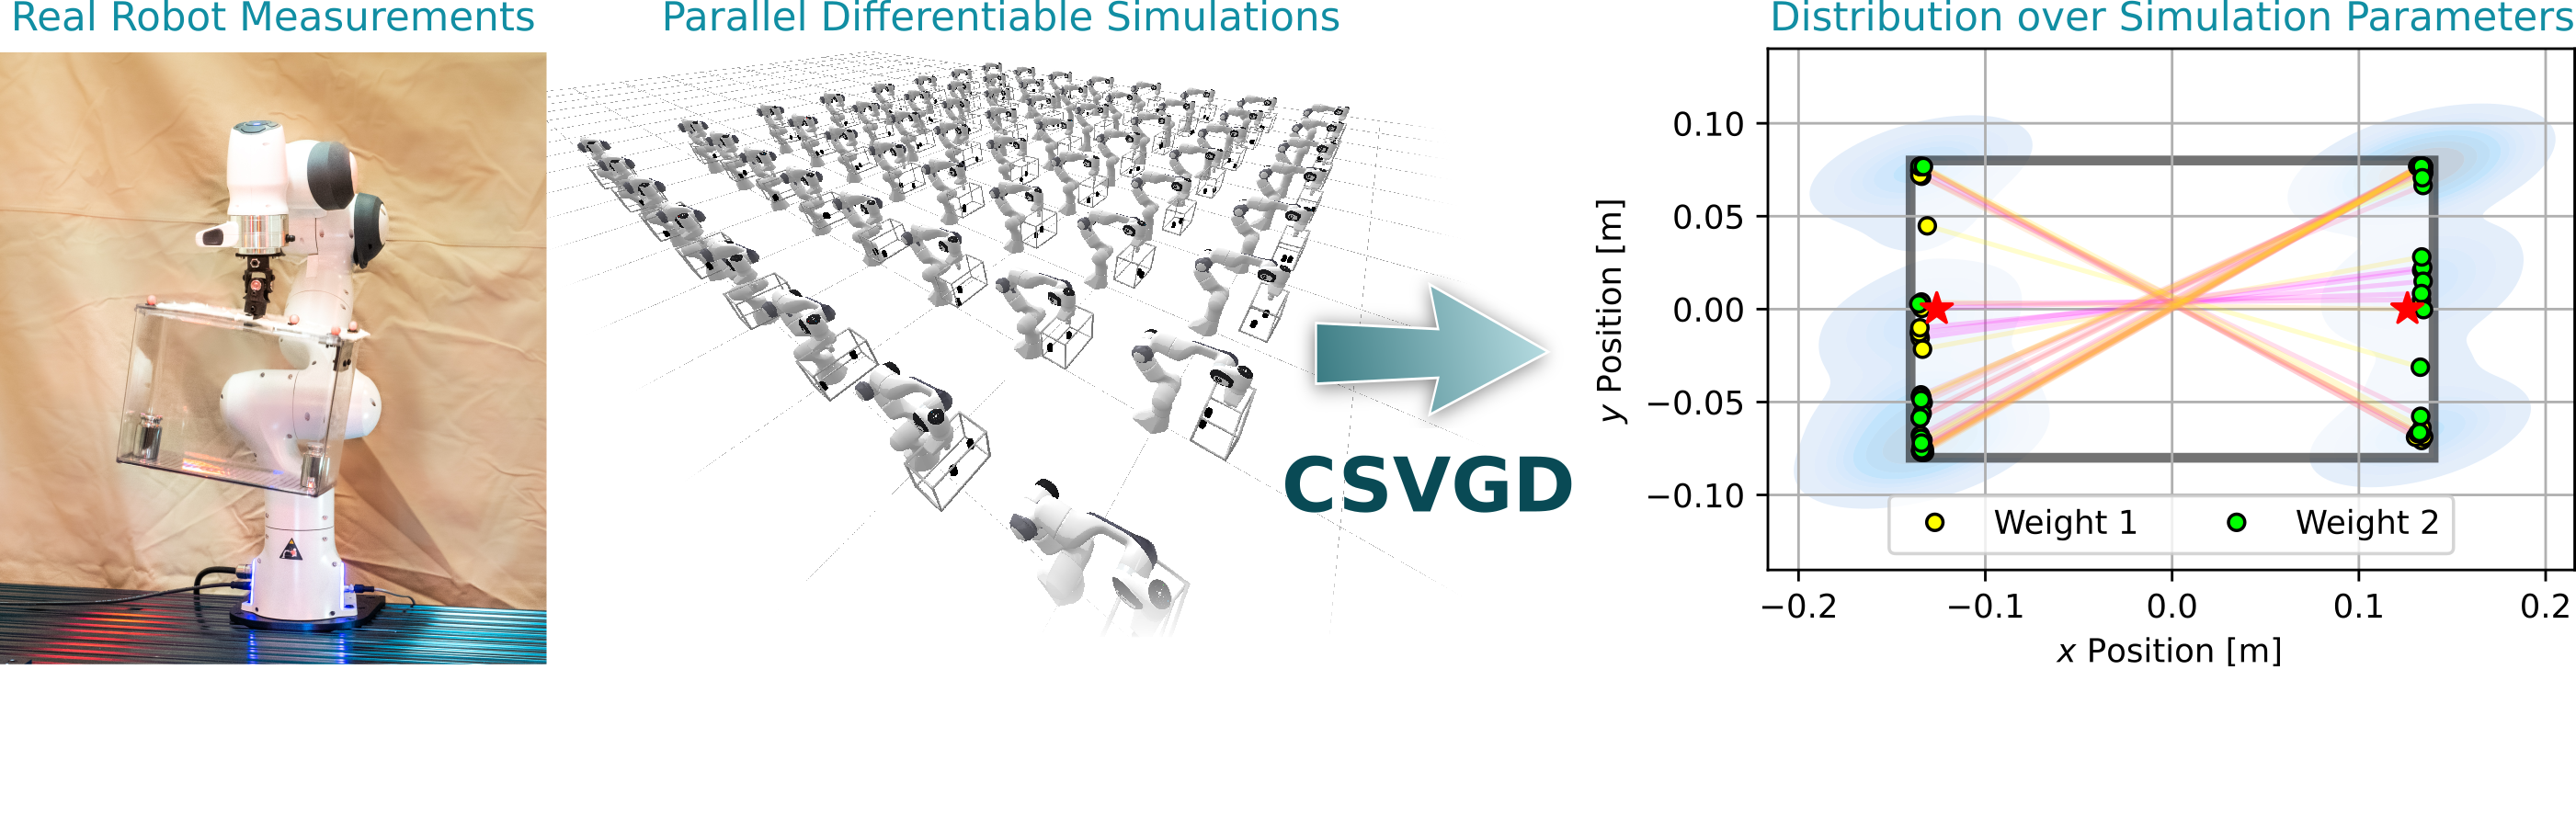 Real Robot Measurements
Parallel Differentiable Simulations
CSVGD
Distribution over Simulation Parameters
y Position [m]
0.10
0.05
0.00
−0.05
−0.10
Weight 1 Weight 2
−0.2 −0.1 0.0 0.1 0.2
x Position [m]